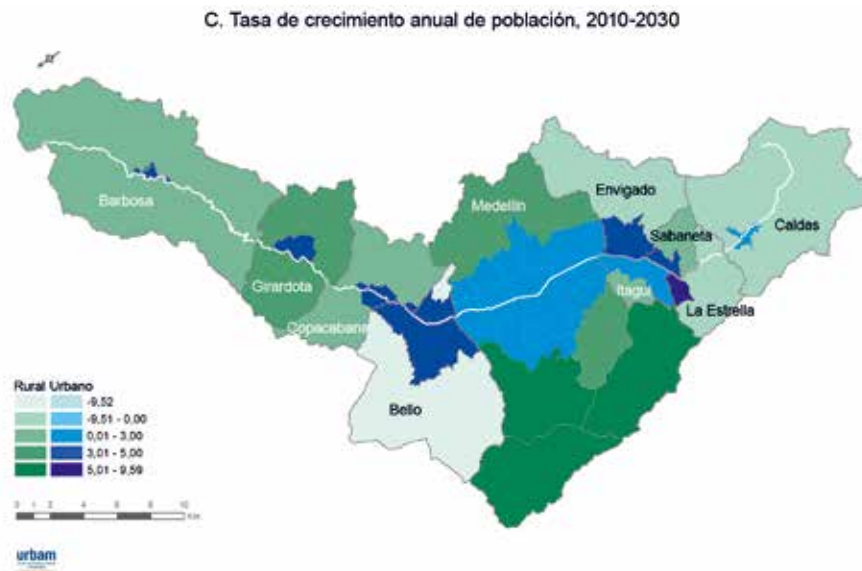 C. Tasa de crecimiento anual de población, 2010-2030
Envigado
Medellín
Sabaneta
Caldas
Barbosa
Girardota
Itagüí
La Estrella
Copacabana
Bello
Rural Urbano
-9,52
-9,51 - 0,00
0,01 - 3,00
3,01 - 5,00
5,01 - 9,59
0 1 2 4 6 8 10
Km
urbam